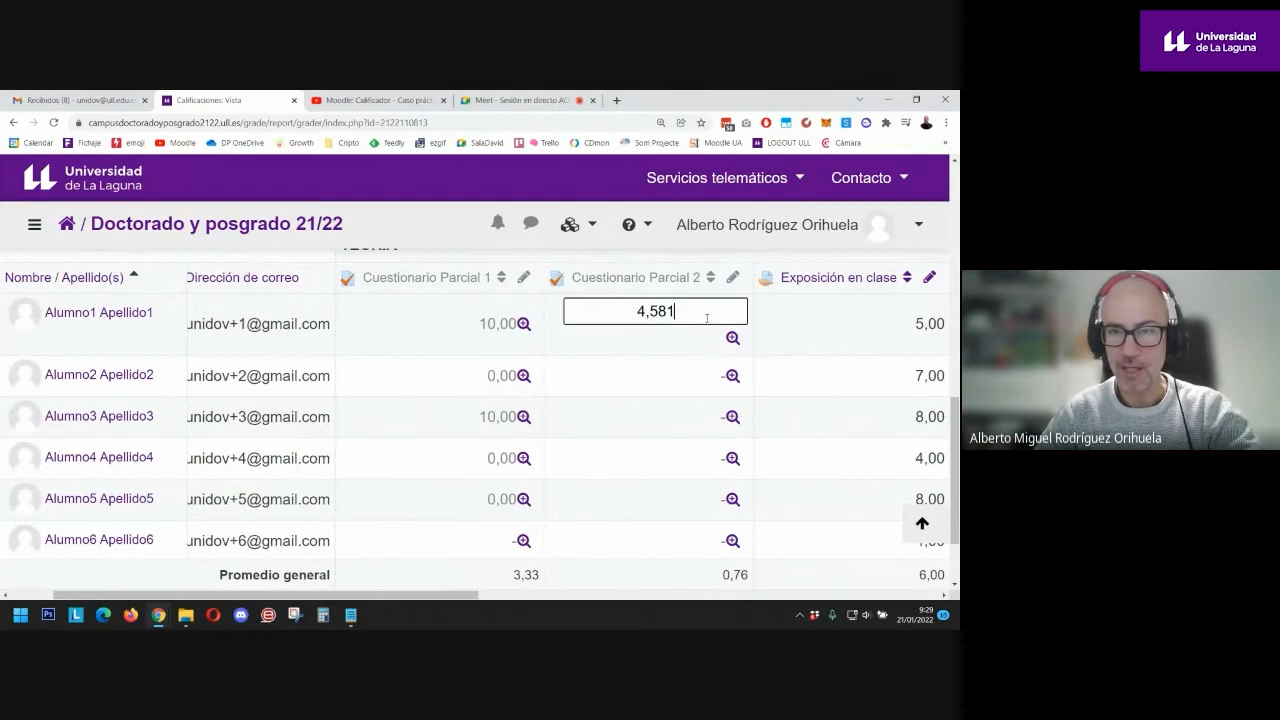 Universidad
de La Laguna
Recibidos (8) - unidov@ull.edu.e
Calificaciones: Vista
Moodle: Calificador - Caso prácti
Meet - Sesión en directo AC
campusdoctoradoyposgrado2122.ull.es/grade/report/grader/index.php?id=2122110813
Calendar
Fichaje
emoji
Moodle
DP OneDrive
Growth
Cripto
feedly
ezgif
SalaDavid
Trello
CDmon
Som Projecte
Moodle UA
LOGOUT ULL
Cámara
Universidad
de La Laguna
Servicios telemáticos
Contacto
/ Doctorado y posgrado 21/22
Alberto Rodríguez Orihuela
Nombre / Apellido(s)
Dirección de correo
Cuestionario Parcial 1
Cuestionario Parcial 2
Exposición en clase
Alumno1 Apellido1
unidov+1@gmail.com
10,00
4,581
5,00
Alumno2 Apellido2
unidov+2@gmail.com
0,00
-
7,00
Alumno3 Apellido3
unidov+3@gmail.com
10,00
-
8,00
Alumno4 Apellido4
unidov+4@gmail.com
0,00
-
4,00
Alumno5 Apellido5
unidov+5@gmail.com
0,00
-
8,00
Alumno6 Apellido6
unidov+6@gmail.com
-
-
Promedio general
3,33
0,76
6,00
9:29
21/01/2022
Alberto Miguel Rodríguez Orihuela